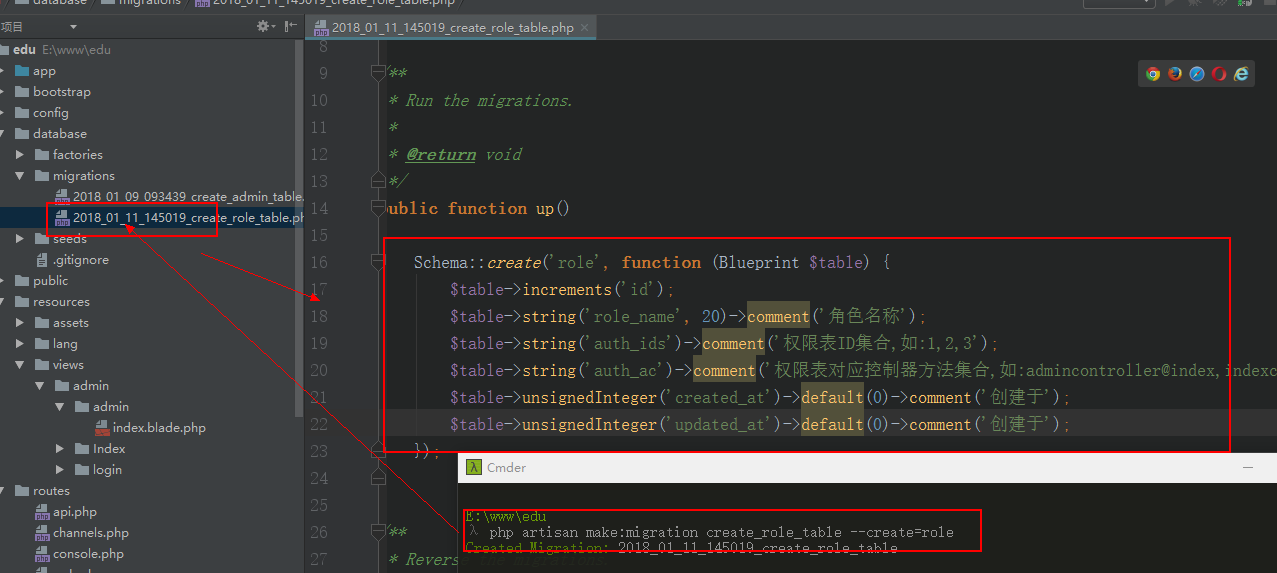 database migrations 2018_01_11_145019_create_role_table.php
项目
2018_01_11_145019_create_role_table.php
edu E:\www\edu
app
bootstrap
config
database
factories
migrations
2018_01_09_093439_create_admin_table.
2018_01_11_145019_create_role_table.ph
seeds
.gitignore
public
resources
assets
lang
views
admin
admin
index.blade.php
Index
login
routes
api.php
channels.php
console.php
8
9 /**
10 * Run the migrations.
11 *
12 * @return void
13 */
14 ublic function up()
15
16 Schema::create('role', function (Blueprint $table) {
17 $table->increments('id');
18 $table->string('role_name', 20)->comment('角色名称');
19 $table->string('auth_ids')->comment('权限表ID集合,如:1,2,3');
20 $table->string('auth_ac')->comment('权限表对应控制器方法集合,如:admincontroller@index,indexc
21 $table->unsignedInteger('created_at')->default(0)->comment('创建于');
22 $table->unsignedInteger('updated_at')->default(0)->comment('创建于');
23 });
24
25
26 /**
27 * Reverse the migrations
Cmder
E:\www\edu
λ php artisan make:migration create_role_table --create=role
Created Migration: 2018_01_11_145019_create_role_table